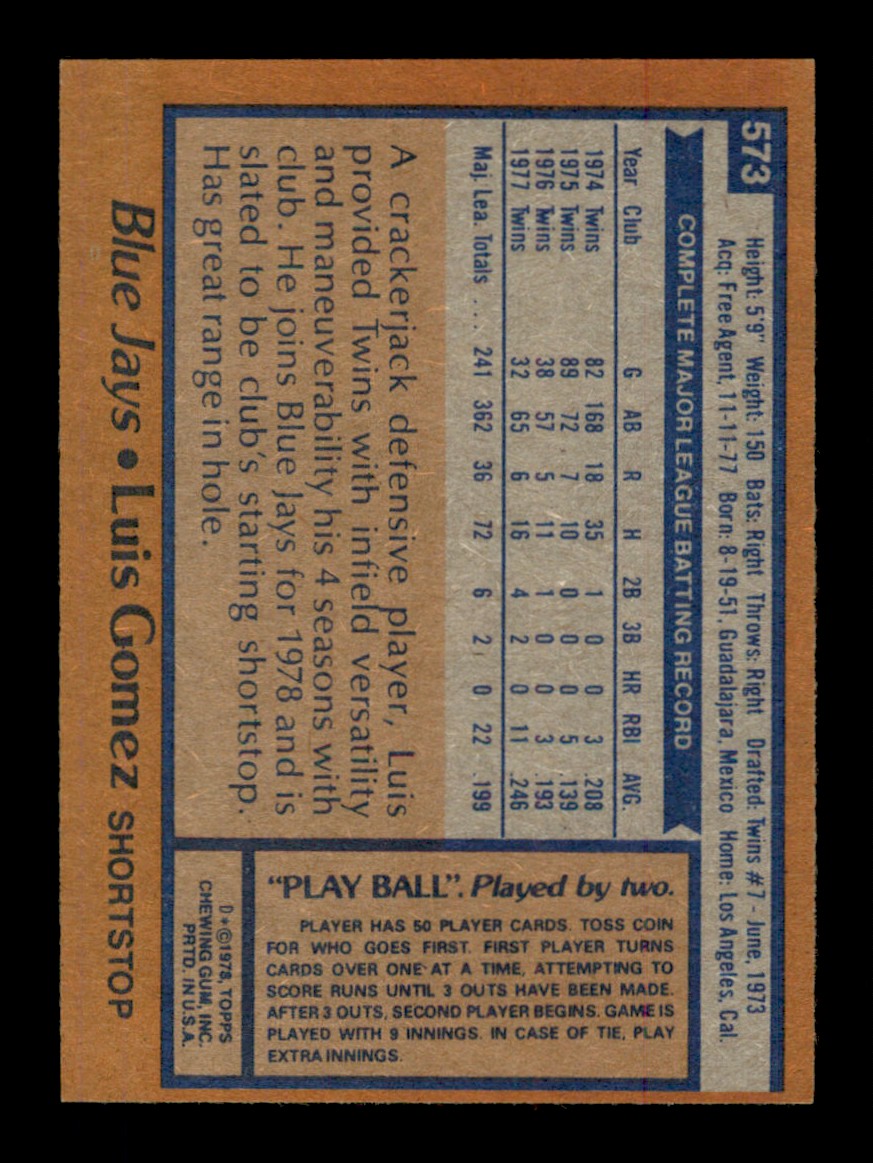 573
Height: 5'9" Weight: 150 Bats: Right Throws: Right Drafted: Twins #7 - June, 1973
Acq: Free Agent, 11-11-77 Born: 8-19-51, Guadalajara, Mexico Home: Los Angeles, Cal.
COMPLETE MAJOR LEAGUE BATTING RECORD
Year Club G AB R H 2B 3B HR RBI AVG.
1974 Twins 82 168 18 35 1 0 0 3 .208
1975 Twins 89 72 7 10 0 0 0 5 .139
1976 Twins 38 57 5 11 1 0 0 3 .193
1977 Twins 32 65 6 16 4 2 0 11 .246
Maj. Lea. Totals . . . 241 362 36 72 6 2 0 22 .199
A crackerjack defensive player, Luis
provided Twins with infield versatility
and maneuverability his 4 seasons with
club. He joins Blue Jays for 1978 and is
slated to be club's starting shortstop.
Has great range in hole.
"PLAY BALL". Played by two.
PLAYER HAS 50 PLAYER CARDS. TOSS COIN
FOR WHO GOES FIRST. FIRST PLAYER TURNS
CARDS OVER ONE AT A TIME, ATTEMPTING TO
SCORE RUNS UNTIL 3 OUTS HAVE BEEN MADE.
AFTER 3 OUTS, SECOND PLAYER BEGINS. GAME IS
PLAYED WITH 9 INNINGS. IN CASE OF TIE, PLAY
EXTRA INNINGS.
D*©1978, TOPPS
CHEWING GUM, INC.
PRTD. IN U.S.A.
Blue Jays • Luis Gomez SHORTSTOP